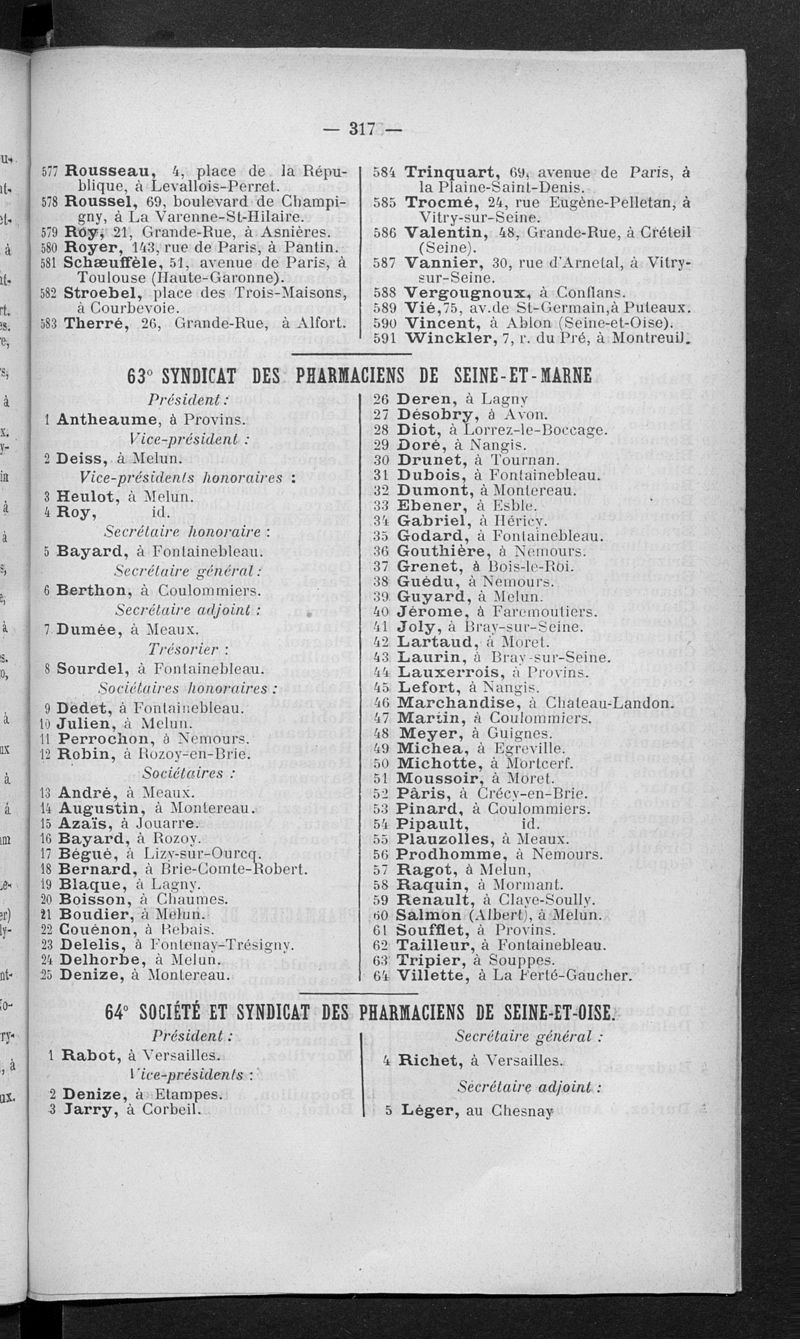 — 317 —
577 Rousseau, 4, place de la Répu-
blique, à Levallois-Perret.
578 Roussel, 69, boulevard de Champi-
gny, à La Varenne-St-Hilaire.
579 Roy, 21, Grande-Rue, à Asnières.
580 Royer, 143, rue de Paris, à Pantin.
581 Schæuffèle, 51, avenue de Paris, à
Toulouse (Haute-Garonne).
582 Stroebel, place des Trois-Maisons,
à Courbevoie.
583 Therré, 26, Grande-Rue, à Alfort.
584 Trinquart, 69, avenue de Paris, à
la Plaine-Saint-Denis.
585 Trocmé, 24, rue Eugène-Pelletan, à
Vitry-sur-Seine.
586 Valentin, 48, Grande-Rue, à Créteil
(Seine).
587 Vannier, 30, rue d'Arnetal, à Vitry-
sur-Seine.
588 Vergougnoux, à Conflans.
589 Vié, 75, av. de St-Germain, à Puteaux.
590 Vincent, à Ablon (Seine-et-Oise).
591 Winckler, 7, r. du Pré, à Montreuil.
63° SYNDICAT DES PHARMACIENS DE SEINE-ET-MARNE
Président :
1 Antheaume, à Provins.
Vice-président :
2 Deiss, à Melun.
Vice-présidents honoraires :
3 Heulot, à Melun.
4 Roy, id.
Secrétaire honoraire :
5 Bayard, à Fontainebleau.
Secrétaire général :
6 Berthon, à Coulommiers.
Secrétaire adjoint :
7 Dumée, à Meaux.
Trésorier :
8 Sourdel, à Fontainebleau.
Sociétaires honoraires :
9 Dedet, à Fontainebleau.
10 Julien, à Melun.
11 Perrochon, à Nemours.
12 Robin, à Rozoy-en-Brie.
Sociétaires :
13 André, à Meaux.
14 Augustin, à Montereau.
15 Azaïs, à Jouarre.
16 Bayard, à Rozoy.
17 Bégué, à Lizy-sur-Ourcq.
18 Bernard, à Brie-Comte-Robert.
19 Blaque, à Lagny.
20 Boisson, à Chaumes.
21 Boudier, à Melun.
22 Couënon, à Rebais.
23 Delelis, à Fontenay-Trésigny.
24 Delhorbe, à Melun.
25 Denize, à Montereau.
26 Deren, à Lagny
27 Désobry, à Avon.
28 Diot, à Lorrez-le-Boccage.
29 Doré, à Nangis.
30 Drunet, à Tournan.
31 Dubois, à Fontainebleau.
32 Dumont, à Montereau.
33 Ebener, à Esblé.
34 Gabriel, à Héricy.
35 Godard, à Fontainebleau.
36 Gouthière, à Nemours.
37 Grenet, à Bois-le-Roi.
38 Guédu, à Nemours.
39 Guyard, à Melun.
40 Jérome, à Faremoutiers.
41 Joly, à Bray-sur-Seine.
42 Lartaud, à Moret.
43 Laurin, à Bray-sur-Seine.
44 Lauxerrois, à Provins.
45 Lefort, à Nangis.
46 Marchandise, à Chateau-Landon.
47 Martin, à Coulommiers.
48 Meyer, à Guignes.
49 Michea, à Egreville.
50 Michotte, à Mortcerf.
51 Moussoir, à Moret.
52 Pâris, à Crécy-en-Brie.
53 Pinard, à Coulommiers.
54 Pipault, id.
55 Plauzolles, à Meaux.
56 Prodhomme, à Nemours.
57 Ragot, à Melun,
58 Raquin, à Mormant.
59 Renault, à Claye-Soully.
60 Salmon (Albert), à Melun.
61 Soufflet, à Provins.
62 Tailleur, à Fontainebleau.
63 Tripier, à Souppes.
64 Villette, à La Ferté-Gaucher.
64° SOCIÉTÉ ET SYNDICAT DES PHARMACIENS DE SEINE-ET-OISE.
Président :
1 Rabot, à Versailles.
Vice-présidents :
2 Denize, à Etampes.
3 Jarry, à Corbeil.
Secrétaire général :
4 Richet, à Versailles.
Secrétaire adjoint :
5 Léger, au Chesnay